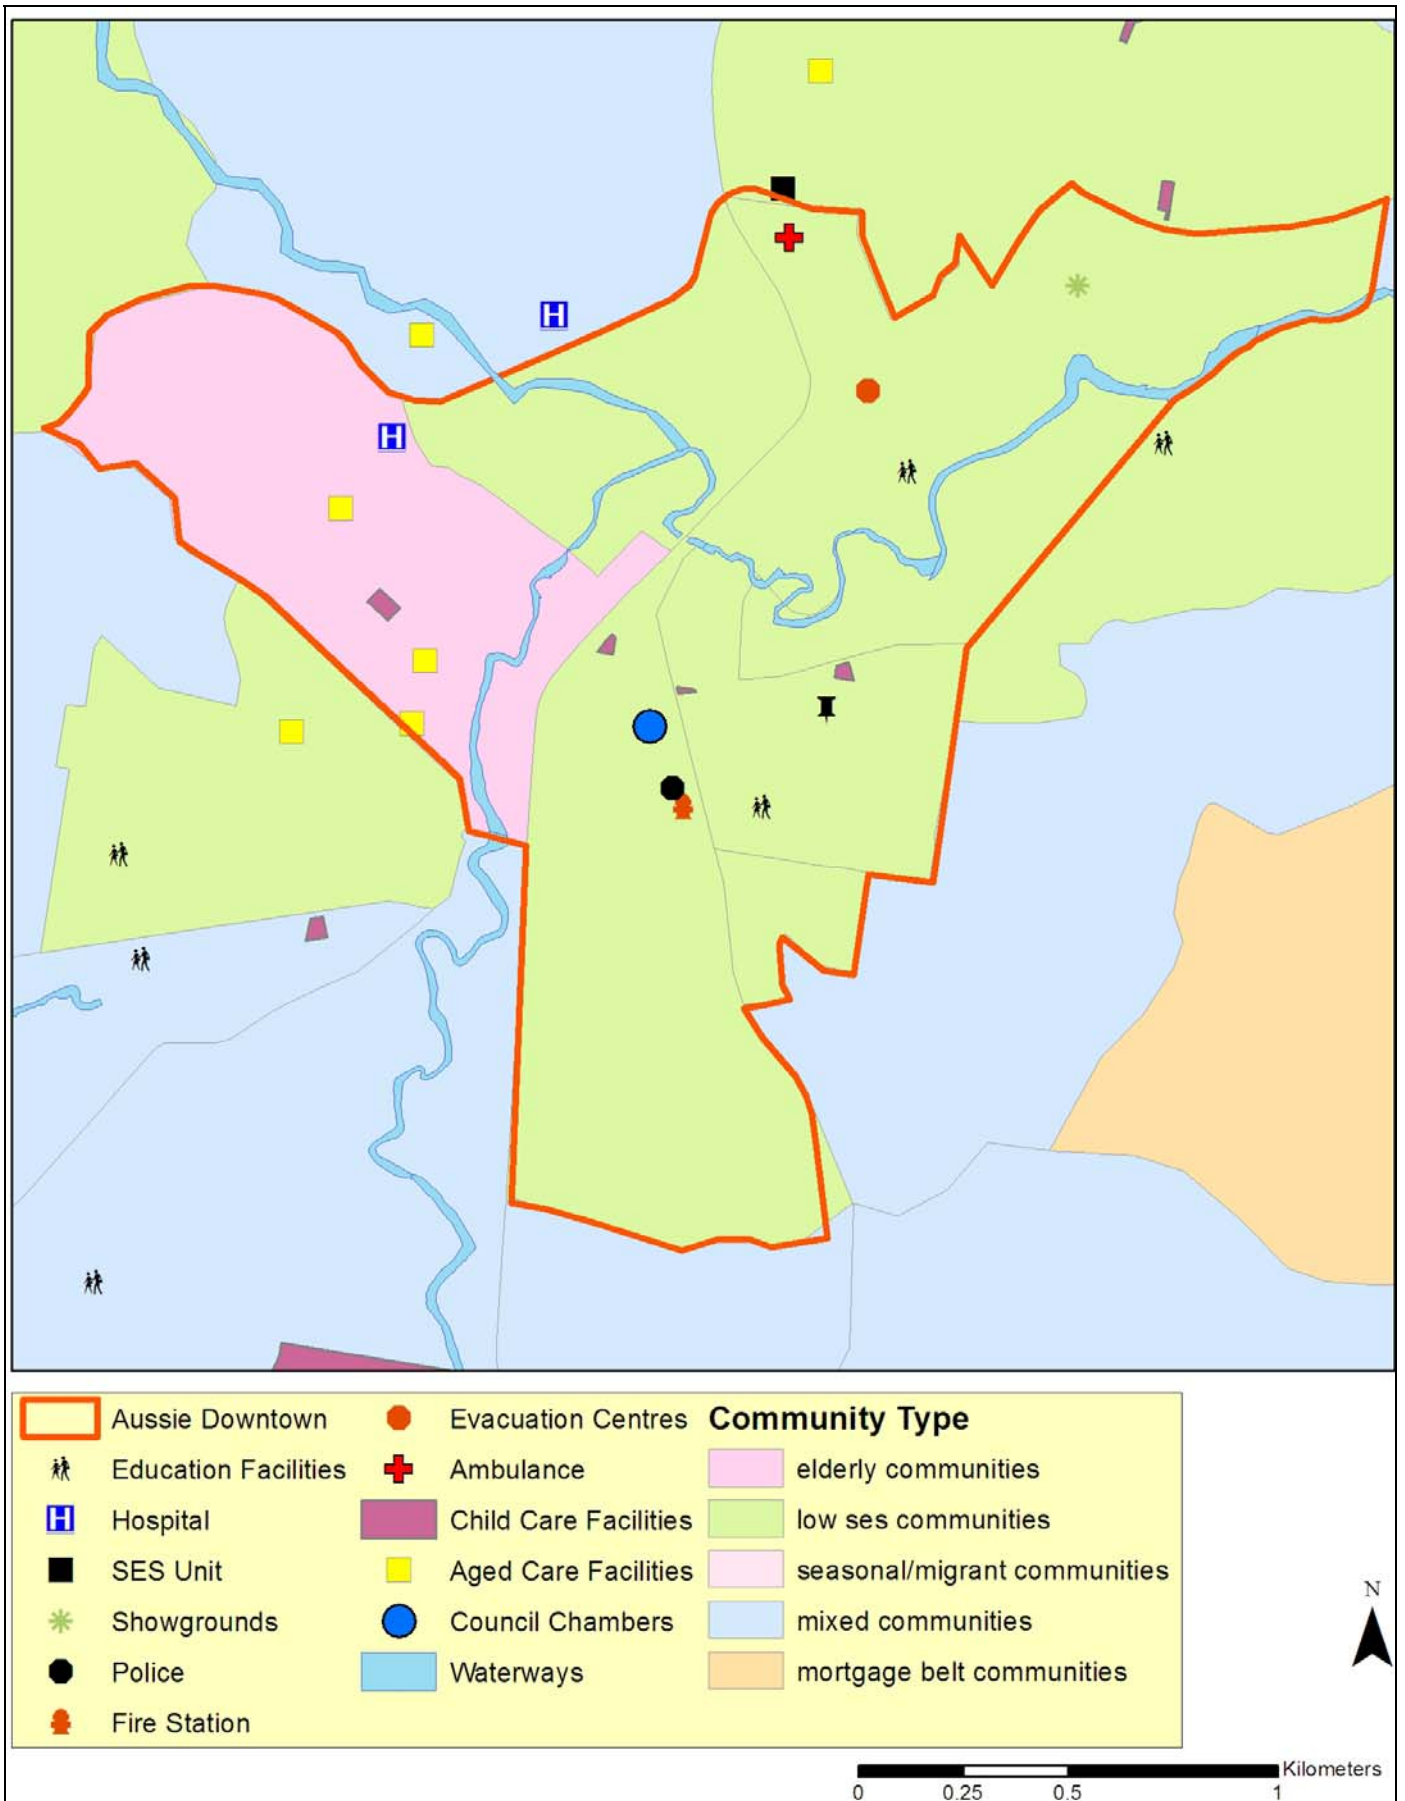 H
H
Aussie Downtown
Education Facilities
H Hospital
SES Unit
Showgrounds
Police
Fire Station
Evacuation Centres
Ambulance
Child Care Facilities
Aged Care Facilities
Council Chambers
Waterways
Community Type
elderly communities
low ses communities
seasonal/migrant communities
mixed communities
mortgage belt communities
N
Kilometers
0 0.25 0.5 1